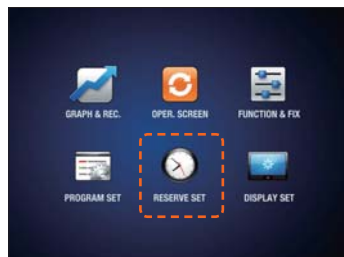 GRAPH & REC. OPER. SCREEN FUNCTION & FIX
PROGRAM SET RESERVE SET DISPLAY SET